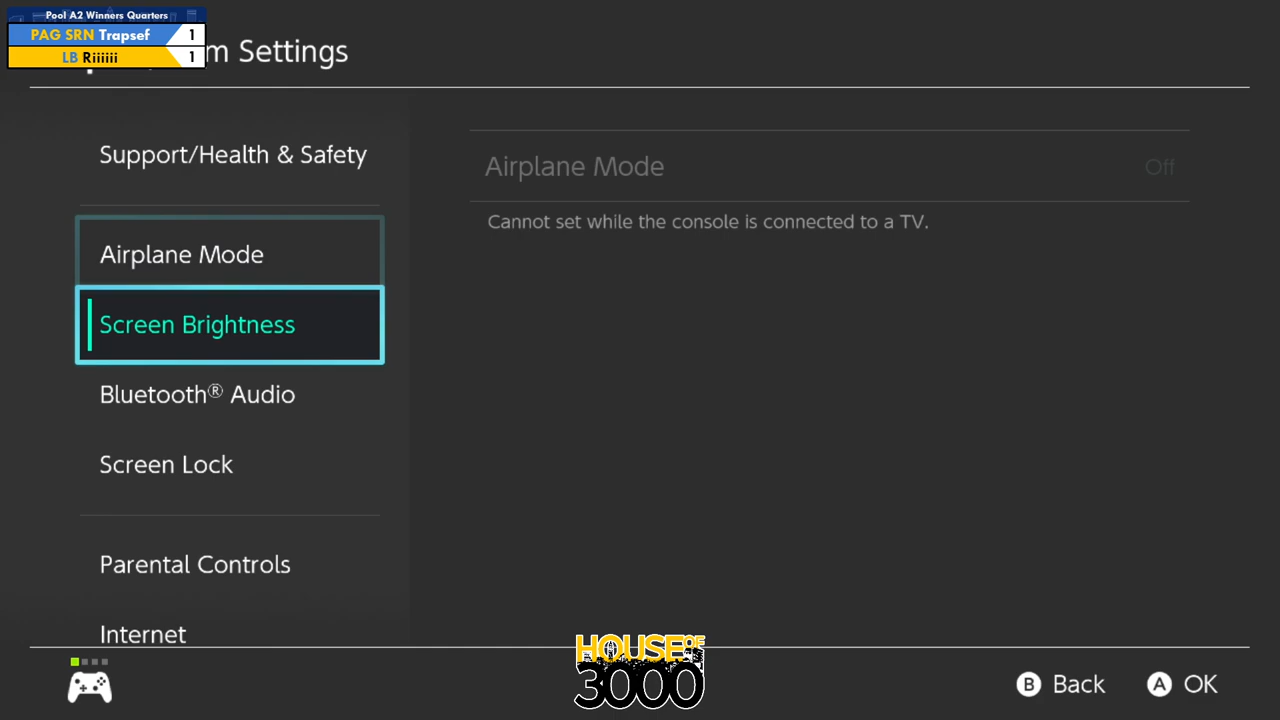 Pool A2 Winners Quarters
PAG SRN Trapsef 1
LB Riiiiii 1
m Settings
Support/Health & Safety
Airplane Mode
Screen Brightness
Bluetooth® Audio
Screen Lock
Parental Controls
Internet
Airplane Mode Off
Cannot set while the console is connected to a TV.
HOUSE OF
3000
B Back A OK